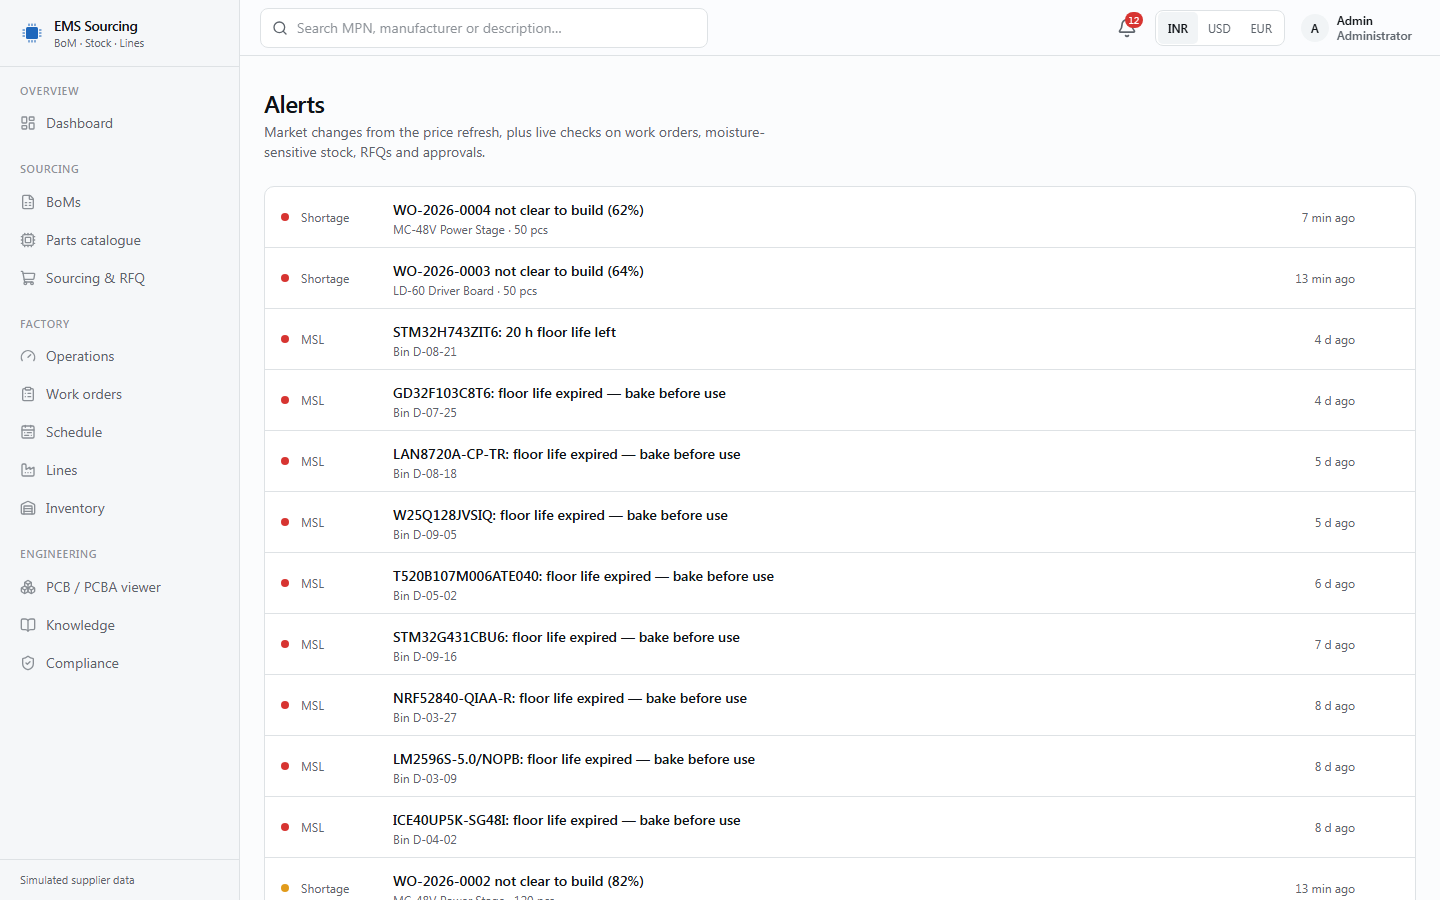 EMS Sourcing
BoM · Stock · Lines
OVERVIEW
Dashboard
SOURCING
BoMs
Parts catalogue
Sourcing & RFQ
FACTORY
Operations
Work orders
Schedule
Lines
Inventory
ENGINEERING
PCB / PCBA viewer
Knowledge
Compliance
Simulated supplier data
Search MPN, manufacturer or description...
12
INR USD EUR
A
Admin
Administrator
Alerts
Market changes from the price refresh, plus live checks on work orders, moisture-
sensitive stock, RFQs and approvals.
Shortage WO-2026-0004 not clear to build (62%) 7 min ago
MC-48V Power Stage · 50 pcs
Shortage WO-2026-0003 not clear to build (64%) 13 min ago
LD-60 Driver Board · 50 pcs
MSL STM32H743ZIT6: 20 h floor life left 4 d ago
Bin D-08-21
MSL GD32F103C8T6: floor life expired — bake before use 4 d ago
Bin D-07-25
MSL LAN8720A-CP-TR: floor life expired — bake before use 5 d ago
Bin D-08-18
MSL W25Q128JVSIQ: floor life expired — bake before use 5 d ago
Bin D-09-05
MSL T520B107M006ATE040: floor life expired — bake before use 6 d ago
Bin D-05-02
MSL STM32G431CBU6: floor life expired — bake before use 7 d ago
Bin D-09-16
MSL NRF52840-QIAA-R: floor life expired — bake before use 8 d ago
Bin D-03-27
MSL LM2596S-5.0/NOPB: floor life expired — bake before use 8 d ago
Bin D-03-09
MSL ICE40UP5K-SG48I: floor life expired — bake before use 8 d ago
Bin D-04-02
Shortage WO-2026-0002 not clear to build (82%) 13 min ago
MC-48V Power Stage · 120 pcs